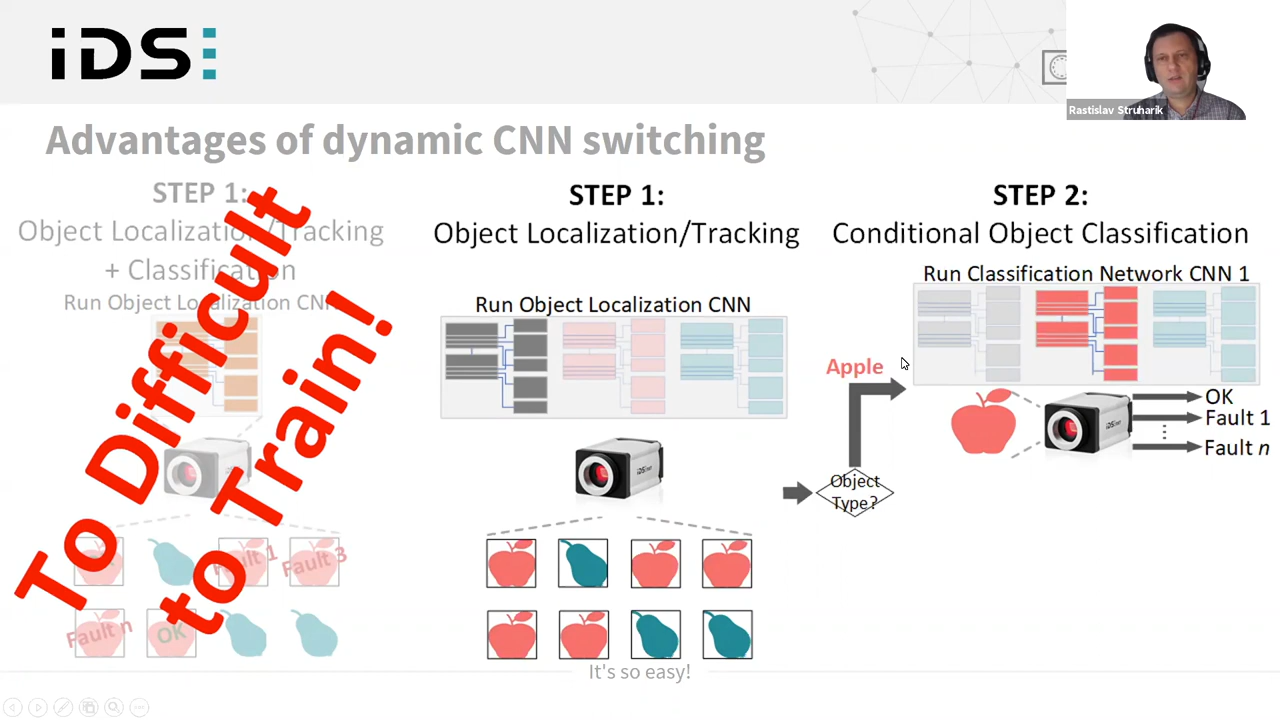 iDS
Rastislav Struharik
Advantages of dynamic CNN switching
STEP 1:
Object Localization/Tracking
+ Classification
Run Object Localization CNN
To Difficult
to Train!
Fault 1
Fault 3
Fault n
OK
STEP 1:
Object Localization/Tracking
Run Object Localization CNN
iDS
Object
Type?
Apple
STEP 2:
Conditional Object Classification
Run Classification Network CNN 1
iDS
OK
Fault 1
Fault n
It's so easy!